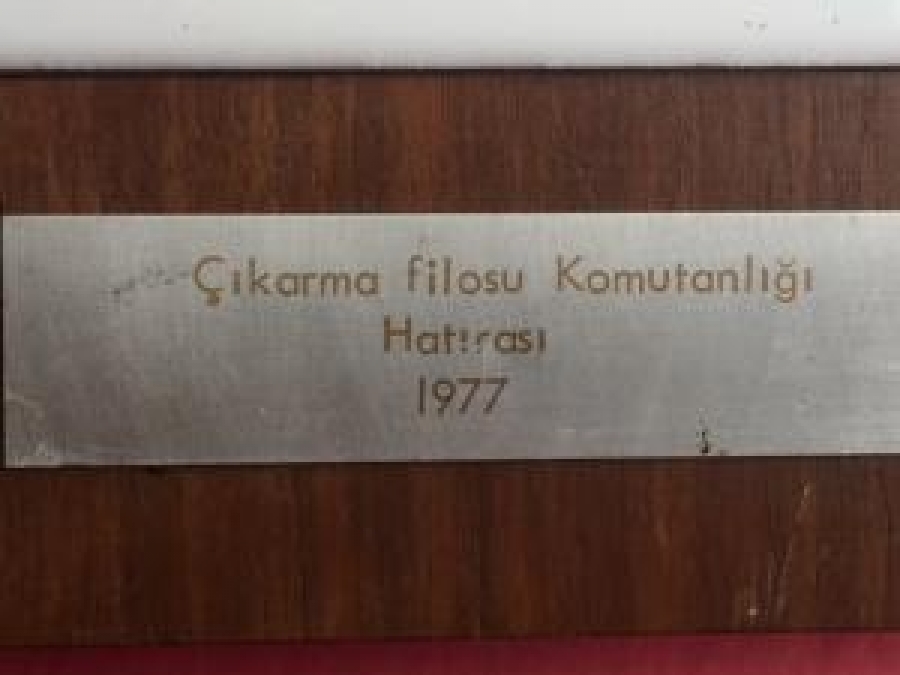 Çıkarma filosu Komutanlığı
Hatırası
1977